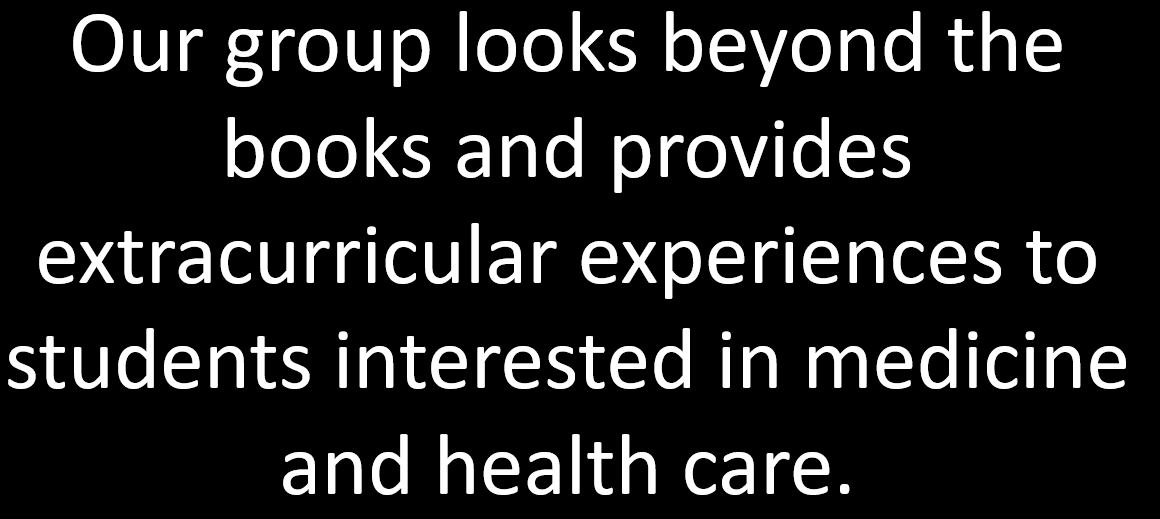 Our group looks beyond the
books and provides
extracurricular experiences to
students interested in medicine
and health care.